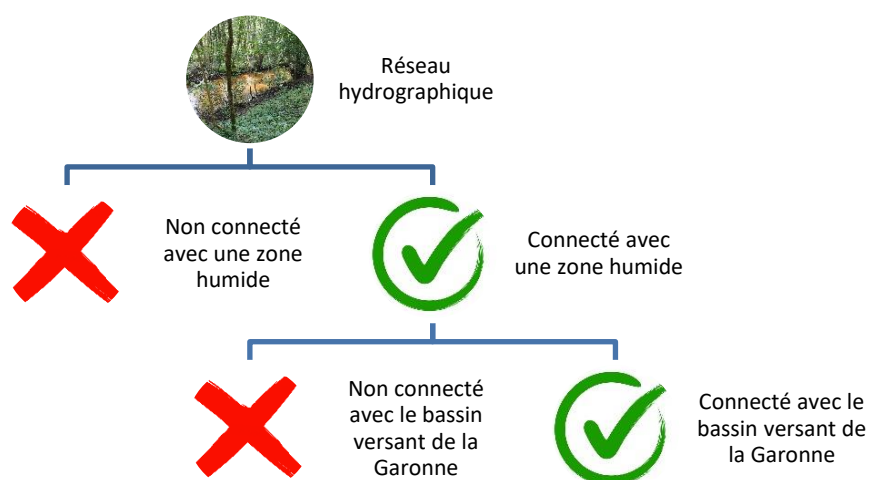 Réseau
hydrographique
Non connecté
avec une zone
humide
Connecté avec
une zone humide
Non connecté
avec le bassin
versant de la
Garonne
Connecté avec le
bassin versant de
la Garonne